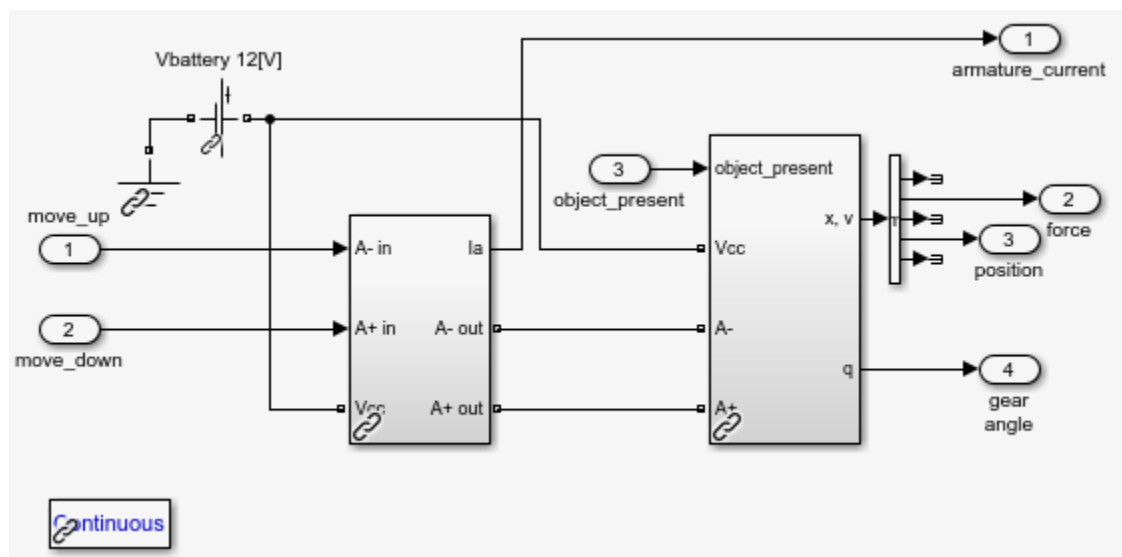 Vbattery 12[V]
1
armature_current
3
object_present
object_present
x, v
2
force
3
position
move_up
1
A- in
Ia
Vcc
2
move_down
A+ in
A- out
A-
q
4
gear
angle
Vcc
A+ out
A+
Continuous